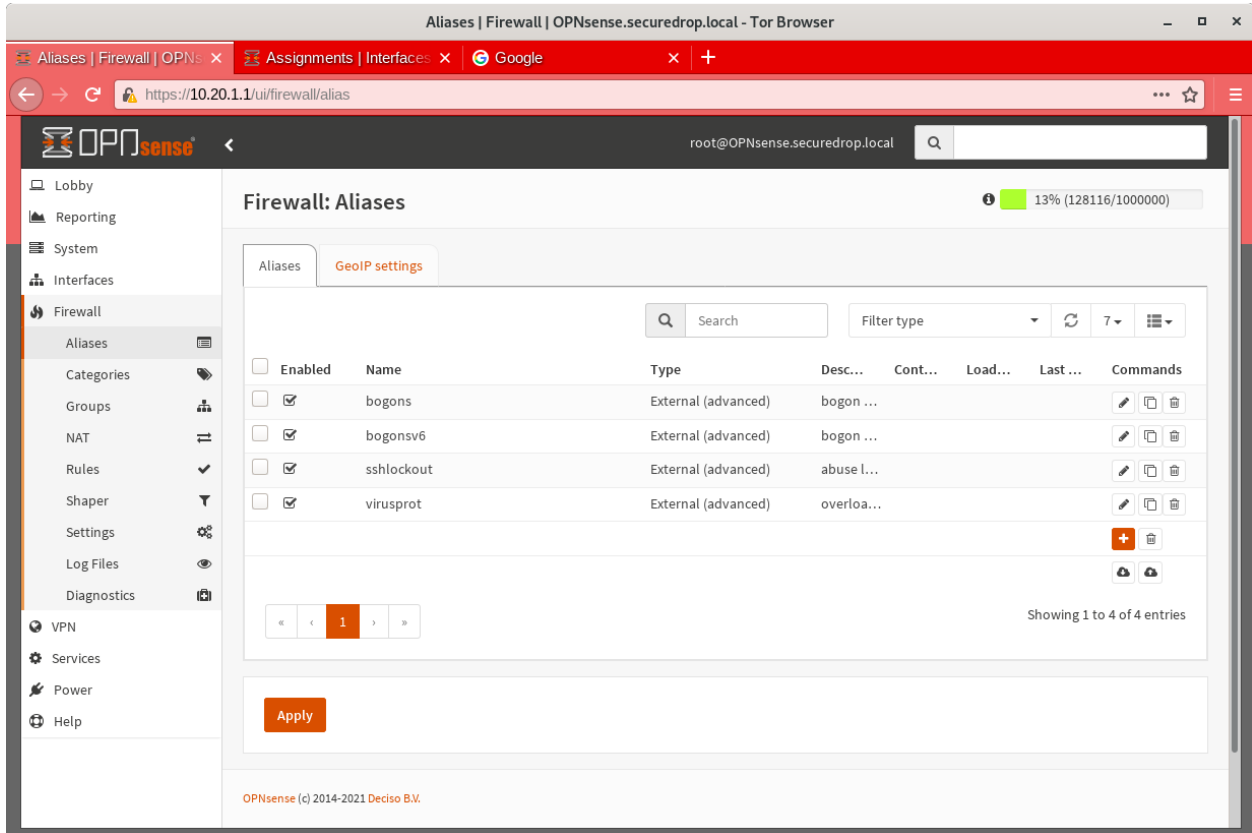 Aliases | Firewall | OPNsense.securedrop.local - Tor Browser
Aliases | Firewall | OPNs
Assignments | Interfaces
Google
https://10.20.1.1/ui/firewall/alias
OPNsense
root@OPNsense.securedrop.local
Lobby
Reporting
System
Interfaces
Firewall
Aliases
Categories
Groups
NAT
Rules
Shaper
Settings
Log Files
Diagnostics
VPN
Services
Power
Help
Firewall: Aliases
13% (128116/1000000)
Aliases GeoIP settings
Search Filter type 7
Enabled Name Type Desc... Cont... Load... Last ... Commands
bogons External (advanced) bogon ...
bogonsv6 External (advanced) bogon ...
sshlockout External (advanced) abuse l...
virusprot External (advanced) overloa...
« ‹ 1 › »
Showing 1 to 4 of 4 entries
Apply
OPNsense (c) 2014-2021 Deciso B.V.